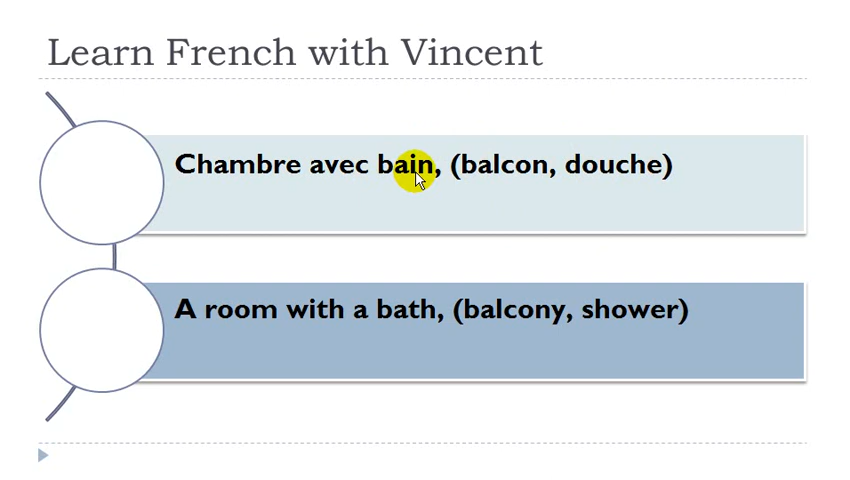 Learn French with Vincent
Chambre avec bain, (balcon, douche)
A room with a bath, (balcony, shower)